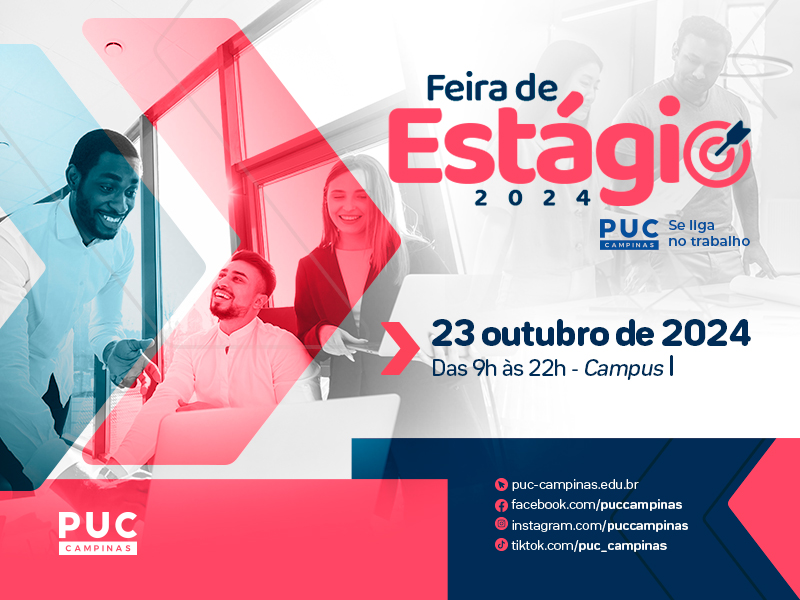 Feira de
Estágio
2024
PUC
CAMPINAS
Se liga
no trabalho
23 outubro de 2024
Das 9h às 22h - Campus I
puc-campinas.edu.br
facebook.com/puccampinas
instagram.com/puccampinas
tiktok.com/puc_campinas
PUC
CAMPINAS